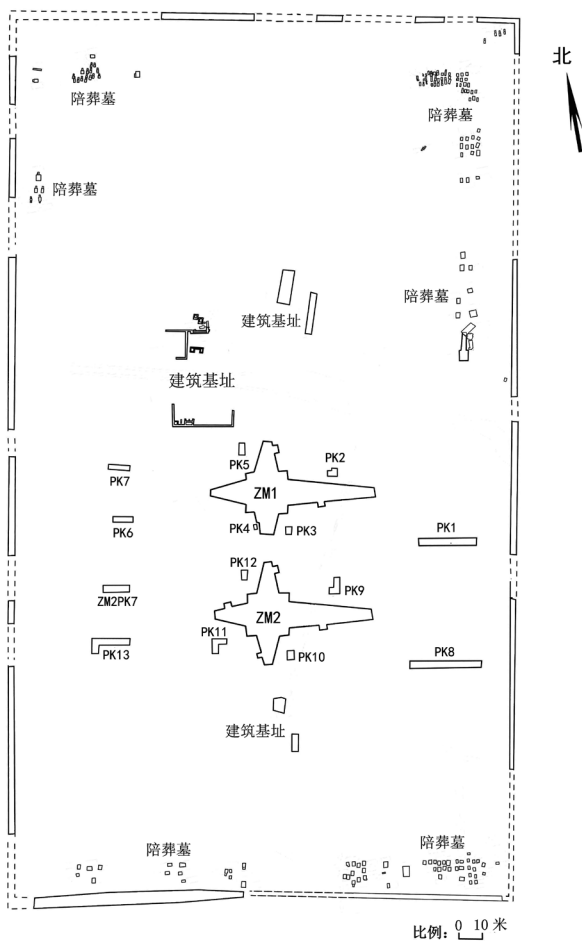 北
陪葬墓
陪葬墓
陪葬墓
陪葬墓
建筑基址
建筑基址
PK5
PK2
PK7
ZM1
PK6
PK4
PK3
PK1
PK12
ZM2PK7
PK9
ZM2
PK11
PK13
PK10
PK8
建筑基址
陪葬墓
陪葬墓
比例: 0 10 米